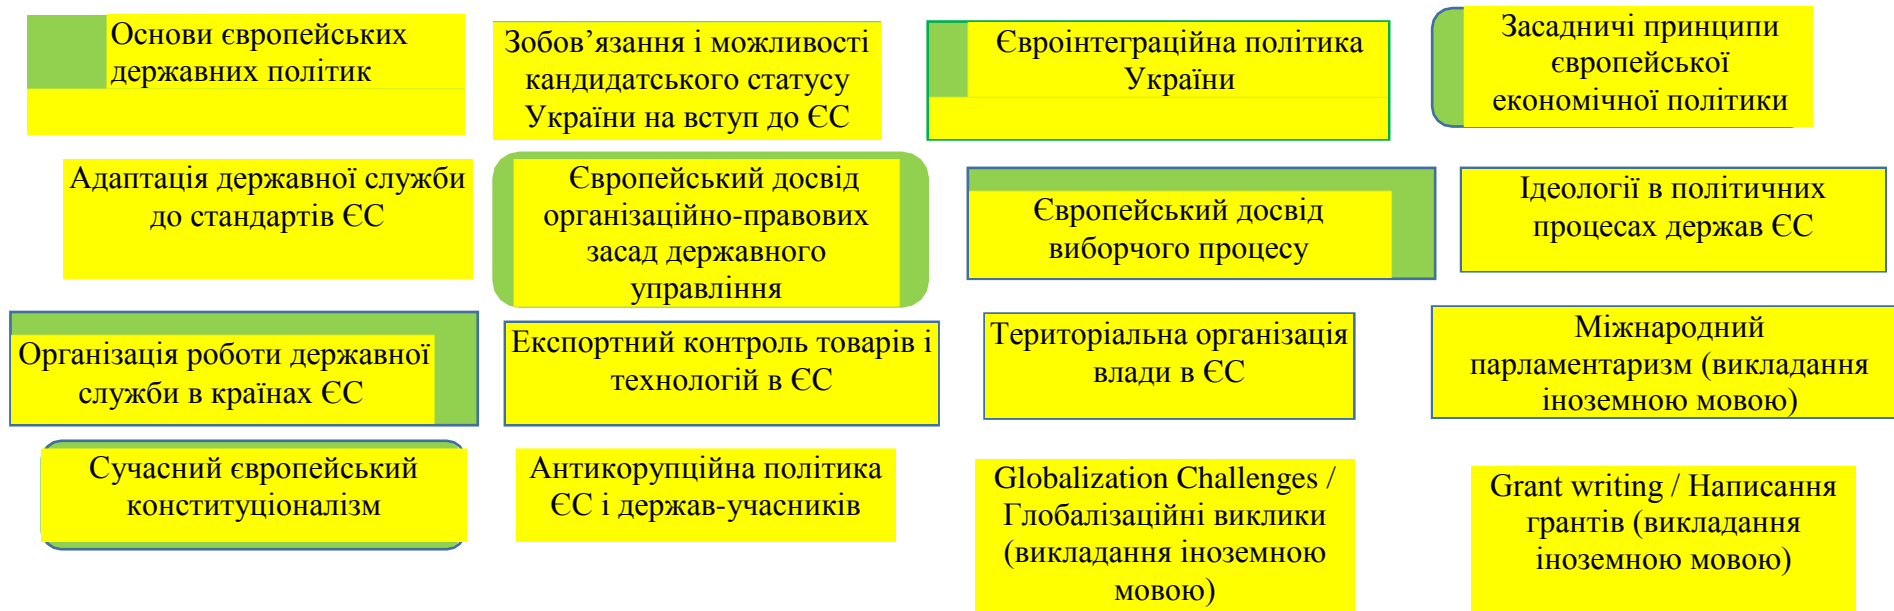 Основи європейських
державних політик
Зобов’язання і можливості
кандидатського статусу
України на вступ до ЄС
Євроінтеграційна політика
України
Засадничі принципи
європейської
економічної політики
Адаптація державної служби
до стандартів ЄС
Європейський досвід
організаційно-правових
засад державного
управління
Європейський досвід
виборчого процесу
Ідеології в політичних
процесах держав ЄС
Організація роботи державної
служби в країнах ЄС
Експортний контроль товарів і
технологій в ЄС
Територіальна організація
влади в ЄС
Міжнародний
парламентаризм (викладання
іноземною мовою)
Сучасний європейський
конституціоналізм
Антикорупційна політика
ЄС і держав-учасників
Globalization Challenges /
Глобалізаційні виклики
(викладання іноземною
мовою)
Grant writing / Написання
грантів (викладання
іноземною мовою)